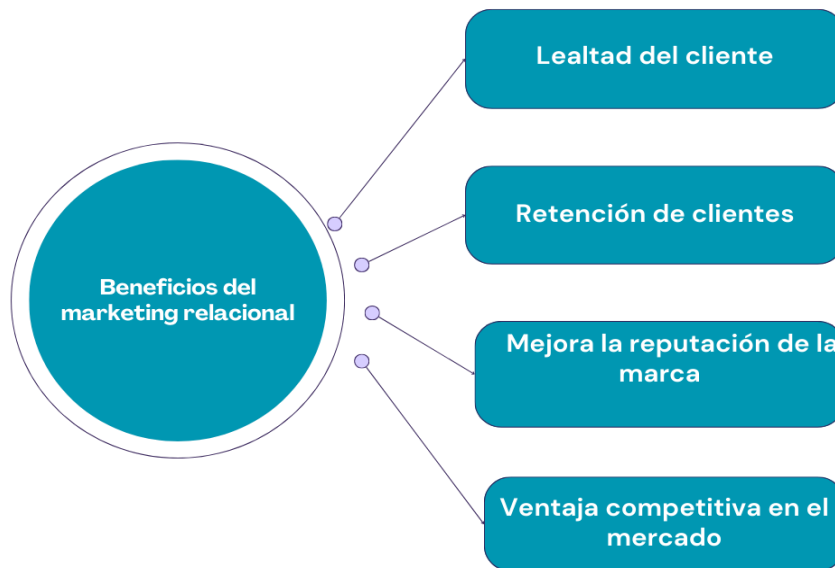 Lealtad del cliente
Retención de clientes
Beneficios del
marketing relacional
Mejora la reputación de la
marca
Ventaja competitiva en el
mercado